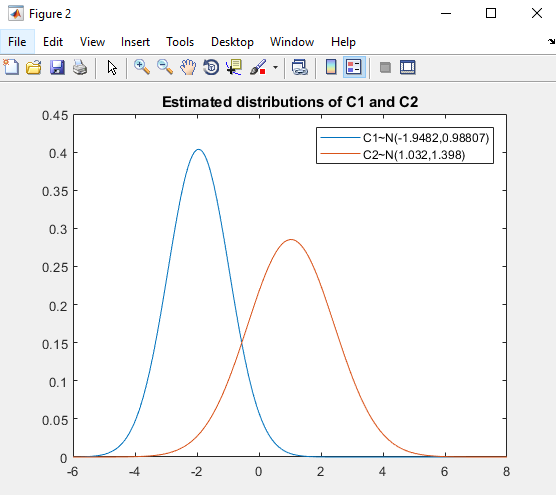 Figure 2
File Edit View Insert Tools Desktop Window Help
Estimated distributions of C1 and C2
C1~N(-1.9482,0.98807)
C2~N(1.032,1.398)
0.45
0.4
0.35
0.3
0.25
0.2
0.15
0.1
0.05
0
-6 -4 -2 0 2 4 6 8